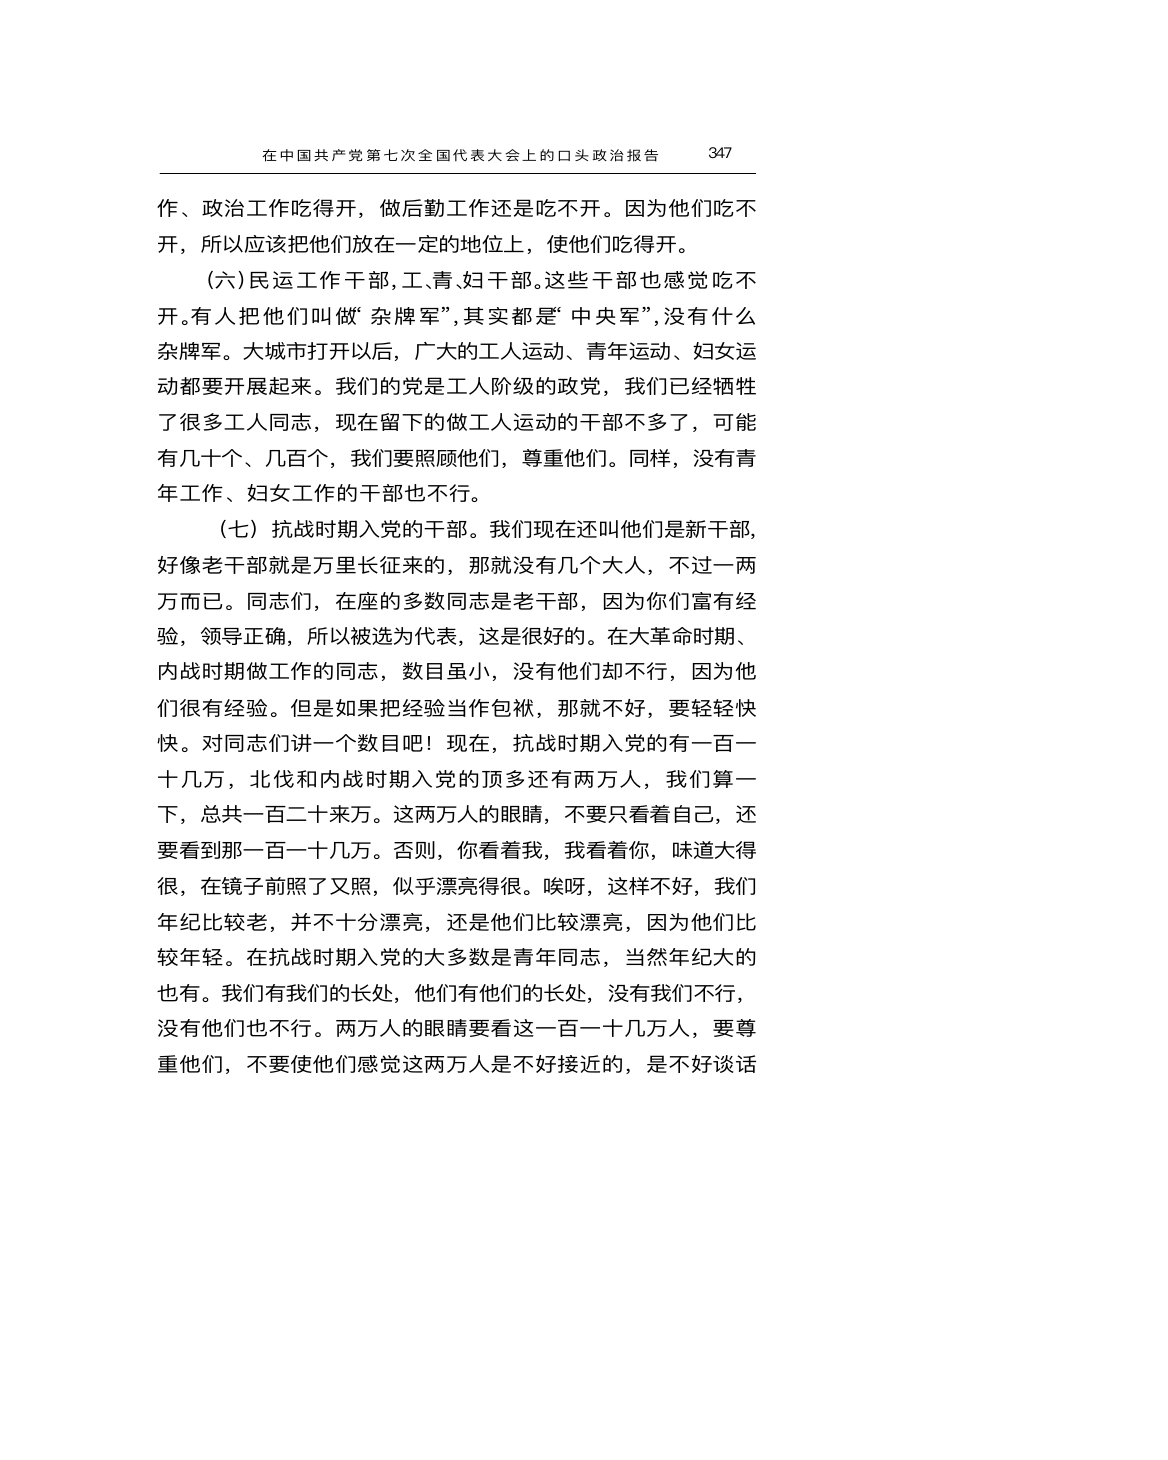 在中国共产党第七次全国代表大会上的口头政治报告 347
作、政治工作吃得开，做后勤工作还是吃不开。因为他们吃不
开，所以应该把他们放在一定的地位上，使他们吃得开。
（六）民运工作干部，工、青、妇干部。这些干部也感觉吃不
开。有人把他们叫做“杂牌军”，其实都是“中央军”，没有什么
杂牌军。大城市打开以后，广大的工人运动、青年运动、妇女运
动都要开展起来。我们的党是工人阶级的政党，我们已经牺牲
了很多工人同志，现在留下的做工人运动的干部不多了，可能
有几十个、几百个，我们要照顾他们，尊重他们。同样，没有青
年工作、妇女工作的干部也不行。
（七）抗战时期入党的干部。我们现在还叫他们是新干部，
好像老干部就是万里长征来的，那就没有几个大人，不过一两
万而已。同志们，在座的多数同志是老干部，因为你们富有经
验，领导正确，所以被选为代表，这是很好的。在大革命时期、
内战时期做工作的同志，数目虽小，没有他们却不行，因为他
们很有经验。但是如果把经验当作包袱，那就不好，要轻轻快
快。对同志们讲一个数目吧！现在，抗战时期入党的有一百一
十几万，北伐和内战时期入党的顶多还有两万人，我们算一
下，总共一百二十来万。这两万人的眼睛，不要只看着自己，还
要看到那一百一十几万。否则，你看着我，我看着你，味道大得
很，在镜子前照了又照，似乎漂亮得很。唉呀，这样不好，我们
年纪比较老，并不十分漂亮，还是他们比较漂亮，因为他们比
较年轻。在抗战时期入党的大多数是青年同志，当然年纪大的
也有。我们有我们的长处，他们有他们的长处，没有我们不行，
没有他们也不行。两万人的眼睛要看这一百一十几万人，要尊
重他们，不要使他们感觉这两万人是不好接近的，是不好谈话